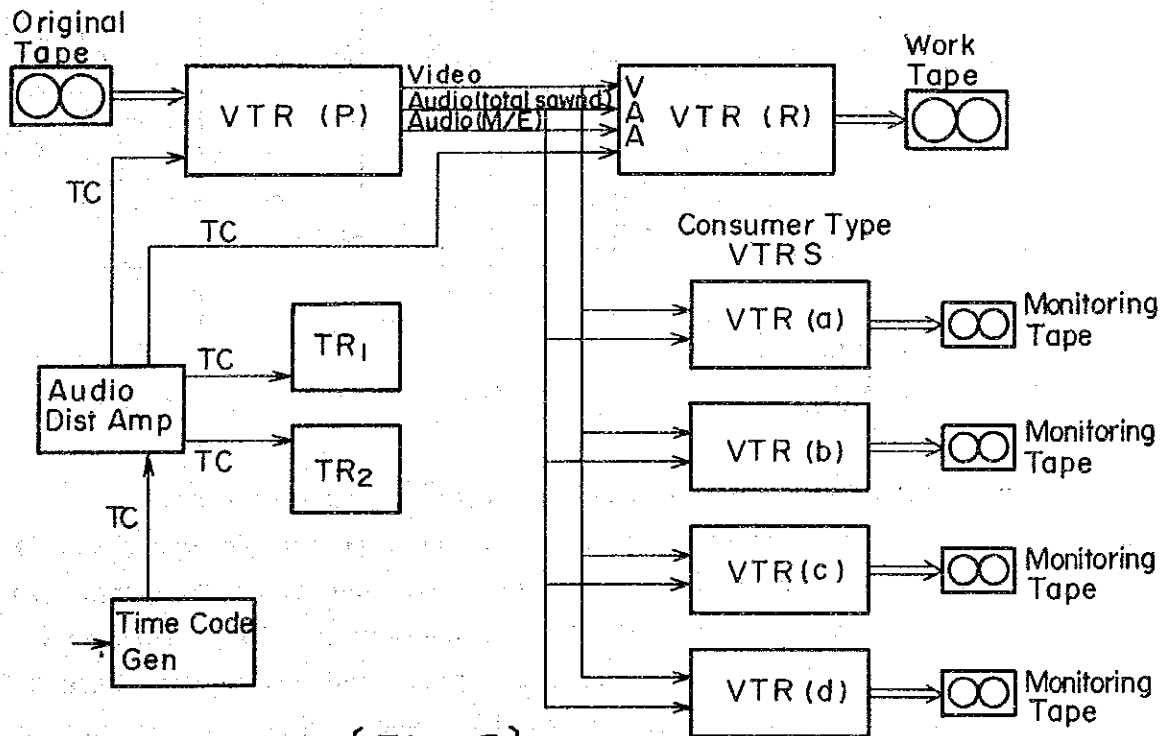 Original
Tape
VTR (P)
Video
Audio(total sawnd)
Audio(M/E)
V
A
A
VTR (R)
Work
Tape
TC
TC
Consumer Type
VTRS
VTR (a)
Monitoring
Tape
TC
TR1
Audio
Dist Amp
TC
TR2
VTR (b)
Monitoring
Tape
TC
VTR (c)
Monitoring
Tape
Time Code
Gen
VTR (d)
Monitoring
Tape